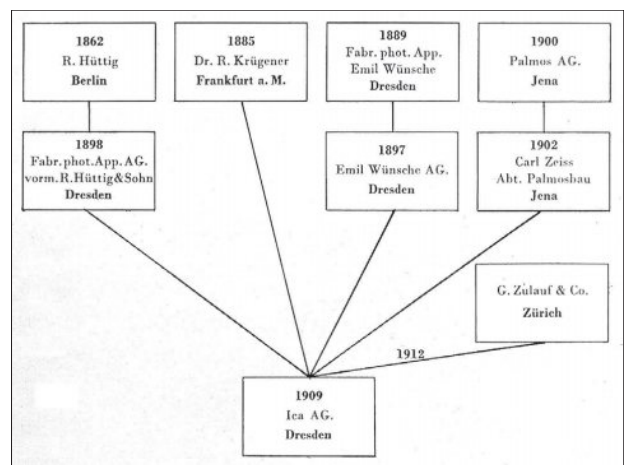 1862
R. Hüttig
Berlin
1885
Dr. R. Krügener
Frankfurt a. M.
1889
Fabr. phot. App.
Emil Wünsche
Dresden
1900
Palmos AG.
Jena
1898
Fabr.phot.App.AG.
vorm.R.Hüttig&Sohn
Dresden
1897
Emil Wünsche AG.
Dresden
1902
Carl Zeiss
Abt. Palmosbau
Jena
G. Zulauf & Co.
Zürich
1912
1909
Ica AG.
Dresden